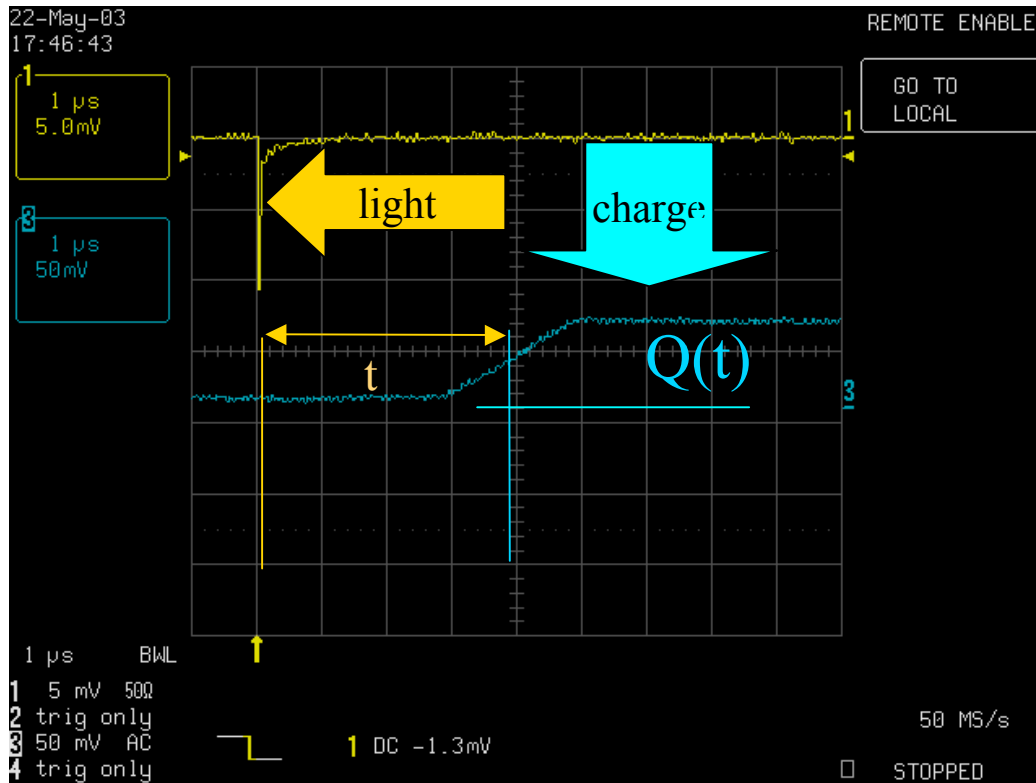 22-May-03
17:46:43
REMOTE ENABLE
1
1 µs
5.0mV
GO TO
LOCAL
1
light
charge
3
1 µs
50mV
t
Q(t)
3
1 µs BWL
1 5 mV 50Ω
2 trig only
3 50 mV AC
4 trig only
1 DC -1.3mV
50 MS/s
STOPPED